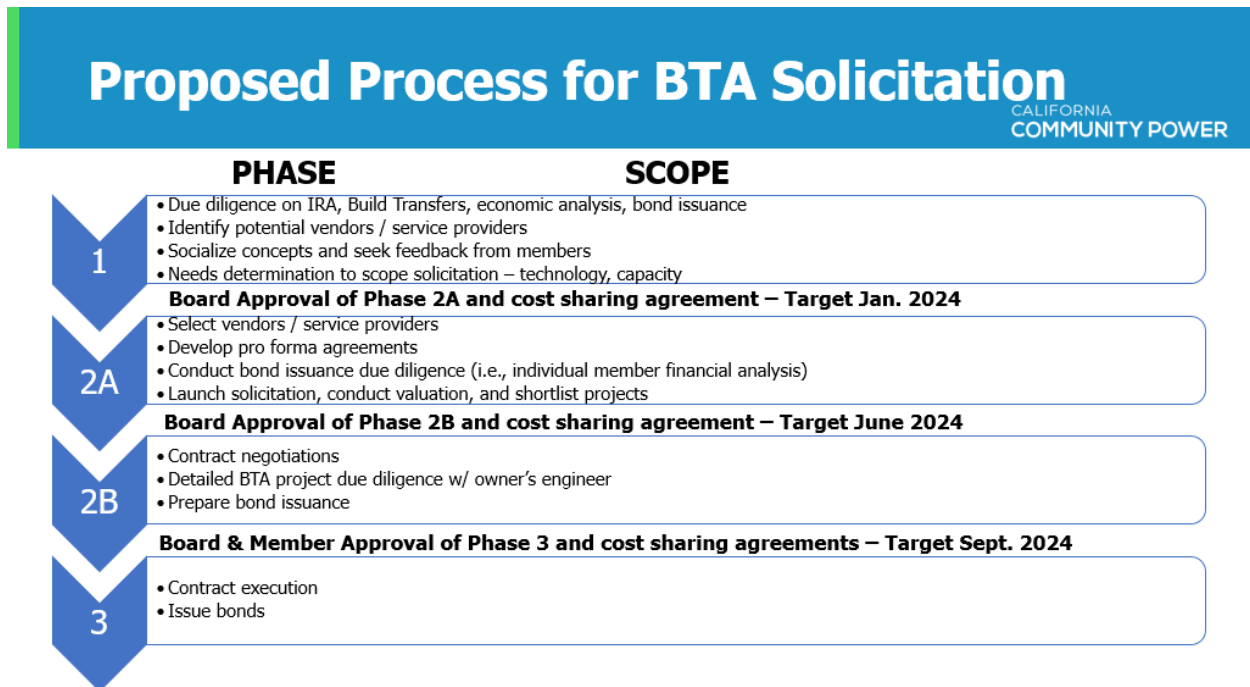 Proposed Process for BTA Solicitation
CALIFORNIA
COMMUNITY POWER
PHASE SCOPE
1
• Due diligence on IRA, Build Transfers, economic analysis, bond issuance
• Identify potential vendors / service providers
• Socialize concepts and seek feedback from members
• Needs determination to scope solicitation – technology, capacity
Board Approval of Phase 2A and cost sharing agreement – Target Jan. 2024
2A
• Select vendors / service providers
• Develop pro forma agreements
• Conduct bond issuance due diligence (i.e., individual member financial analysis)
• Launch solicitation, conduct valuation, and shortlist projects
Board Approval of Phase 2B and cost sharing agreement – Target June 2024
2B
• Contract negotiations
• Detailed BTA project due diligence w/ owner’s engineer
• Prepare bond issuance
Board & Member Approval of Phase 3 and cost sharing agreements – Target Sept. 2024
3
• Contract execution
• Issue bonds